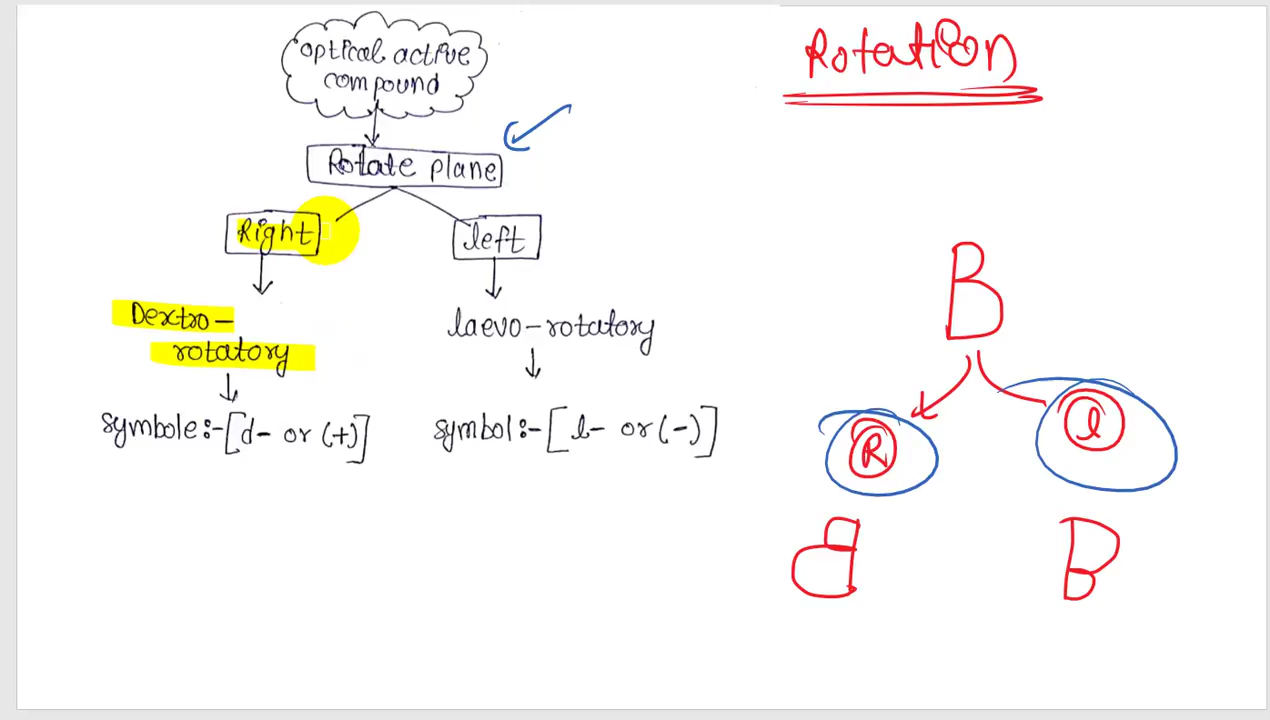 optical active
compound
Rotate plane
Right
left
Dextro-
rotatory
laevo-rotatory
symbole:-[d- or (+)]
symbol:-[l- or (-)]
Rotation
B
R
l
B